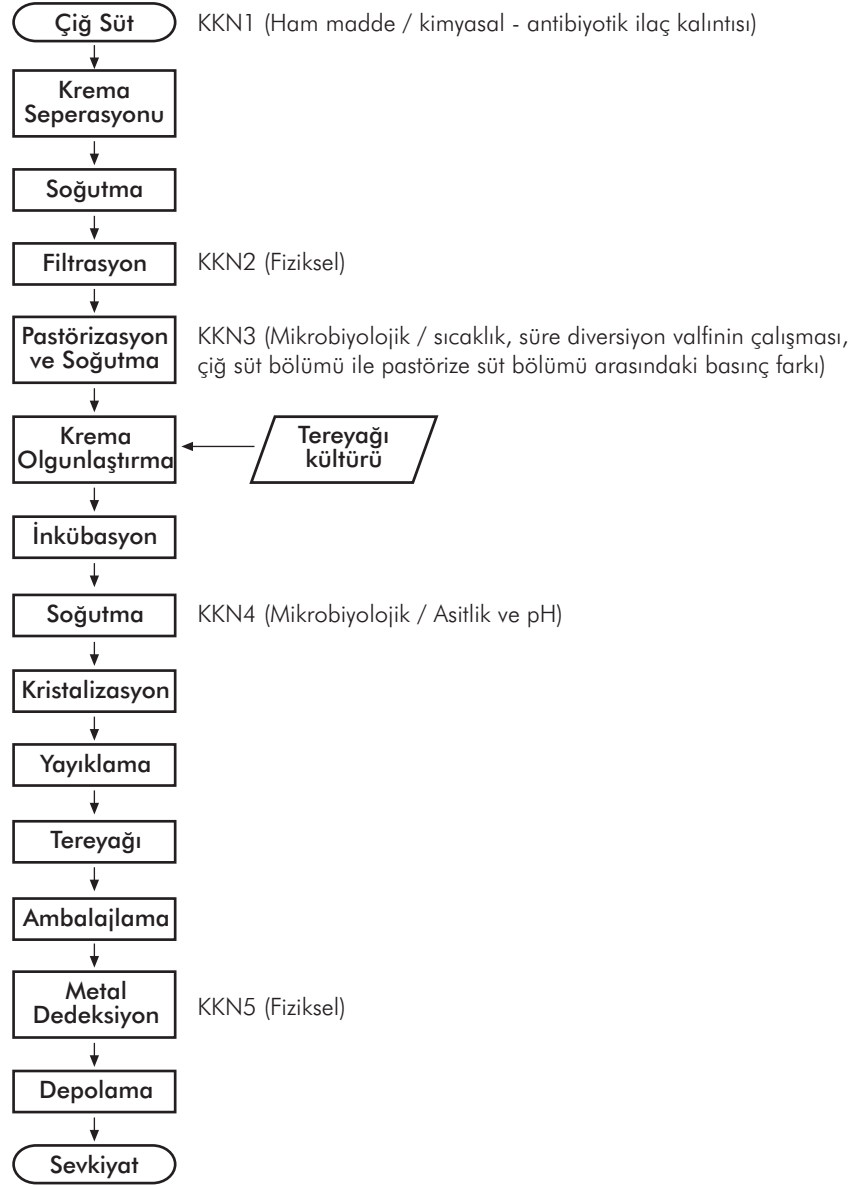 Çiğ Süt
KKN1 (Ham madde / kimyasal - antibiyotik ilaç kalıntısı)
Krema
Seperasyonu
Soğutma
Filtrasyon
KKN2 (Fiziksel)
Pastörizasyon
ve Soğutma
KKN3 (Mikrobiyolojik / sıcaklık, süre diversiyon valfinin çalışması,
çiğ süt bölümü ile pastörize süt bölümü arasındaki basınç farkı)
Krema
Olgunlaştırma
Tereyağı
kültürü
İnkübasyon
Soğutma
KKN4 (Mikrobiyolojik / Asitlik ve pH)
Kristalizasyon
Yayıklama
Tereyağı
Ambalajlama
Metal
Dedeksiyon
KKN5 (Fiziksel)
Depolama
Sevkiyat